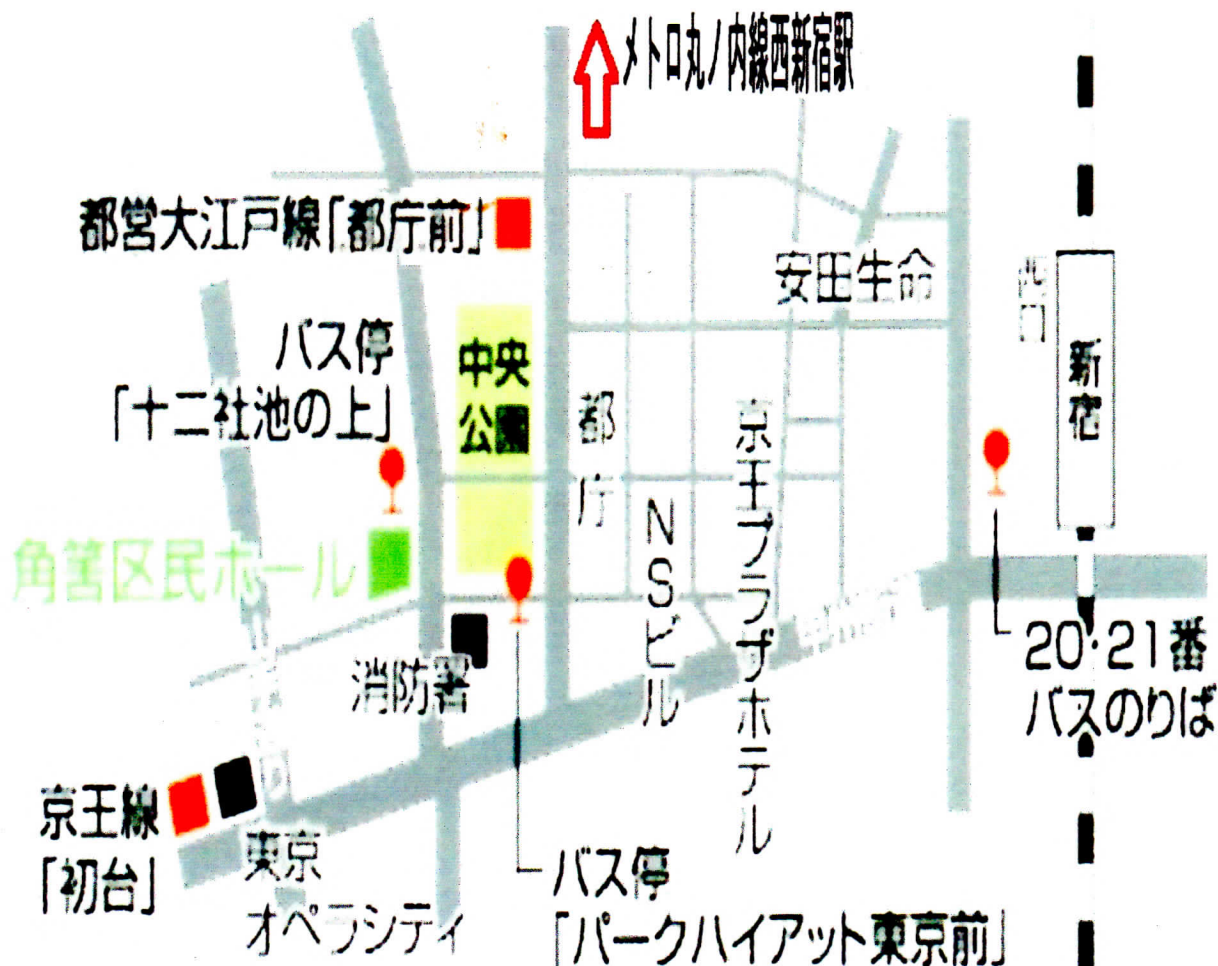 メトロ丸ノ内線西新宿駅
都営大江戸線「都庁前」
安田生命
西口
新宿
バス停
「十二社池の上」
中央
公園
都庁
京王プラザホテル
NSビル
角筈区民ホール
消防署
20·21番
バスのりば
京王線
「初台」
東京
オペラシティ
バス停
「パークハイアット東京前」